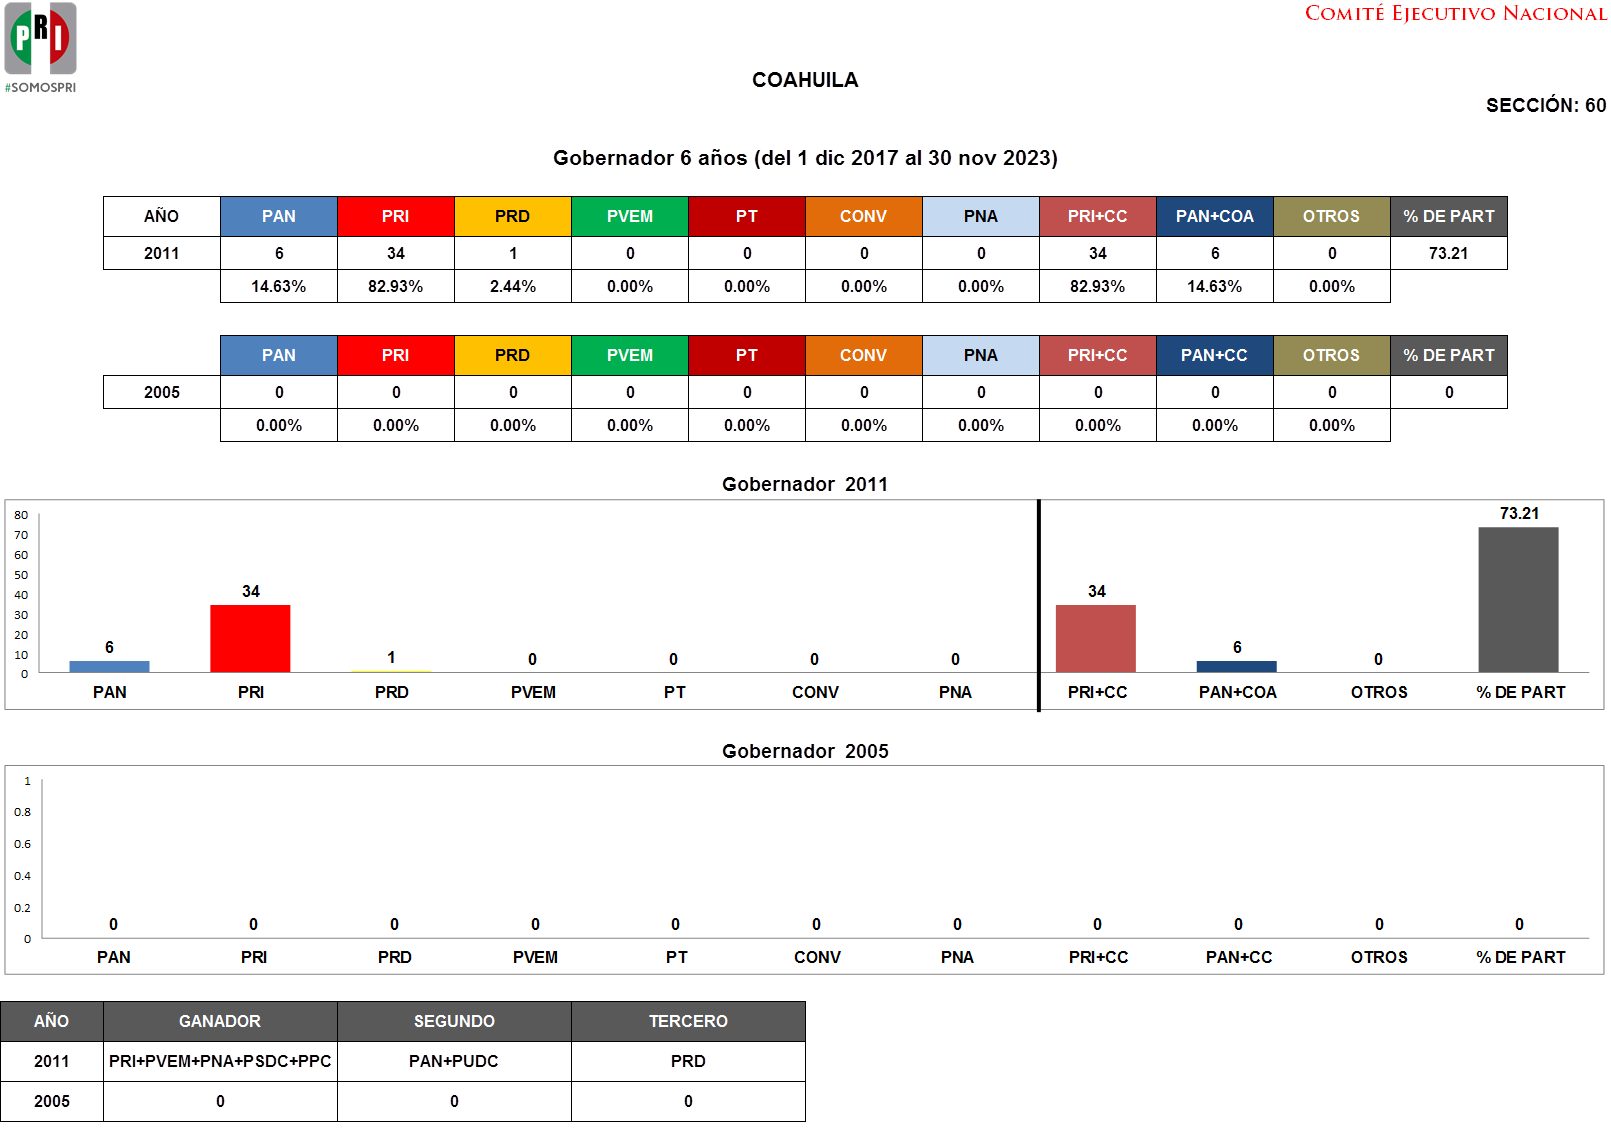 PRI
#SOMOSPRI
COMITÉ EJECUTIVO NACIONAL
COAHUILA
SECCIÓN: 60
Gobernador 6 años (del 1 dic 2017 al 30 nov 2023)
AÑO PAN PRI PRD PVEM PT CONV PNA PRI+CC PAN+COA OTROS % DE PART
2011 6 34 1 0 0 0 0 34 6 0 73.21
14.63% 82.93% 2.44% 0.00% 0.00% 0.00% 0.00% 82.93% 14.63% 0.00%
PAN PRI PRD PVEM PT CONV PNA PRI+CC PAN+CC OTROS % DE PART
2005 0 0 0 0 0 0 0 0 0 0 0
0.00% 0.00% 0.00% 0.00% 0.00% 0.00% 0.00% 0.00% 0.00% 0.00%
Gobernador 2011
80
70
60
50
40
30
20
10
0
6 34 1 0 0 0 0 34 6 0 73.21
PAN PRI PRD PVEM PT CONV PNA PRI+CC PAN+COA OTROS % DE PART
Gobernador 2005
1
0.8
0.6
0.4
0.2
0
0 0 0 0 0 0 0 0 0 0 0
PAN PRI PRD PVEM PT CONV PNA PRI+CC PAN+CC OTROS % DE PART
AÑO GANADOR SEGUNDO TERCERO
2011 PRI+PVEM+PNA+PSDC+PPC PAN+PUDC PRD
2005 0 0 0